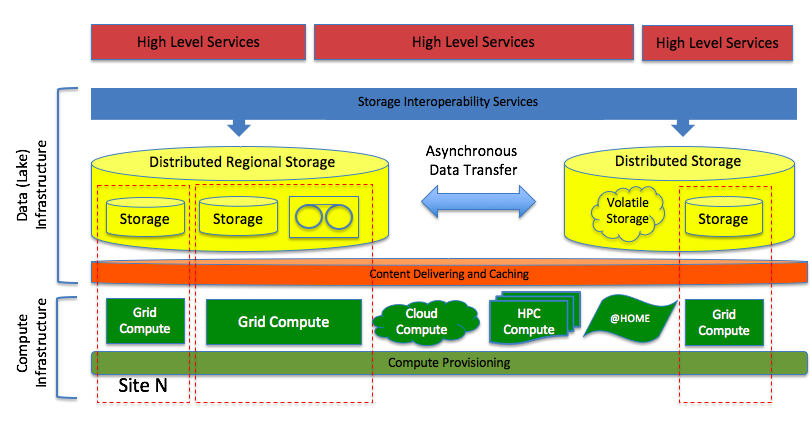 High Level Services
High Level Services
High Level Services
Storage Interoperability Services
Data (Lake)
Infrastructure
Distributed Regional Storage
Storage
Storage
Asynchronous
Data Transfer
Distributed Storage
Volatile
Storage
Storage
Content Delivering and Caching
Compute
Infrastructure
Grid
Compute
Grid Compute
Cloud
Compute
HPC
Compute
@HOME
Grid
Compute
Compute Provisioning
Site N